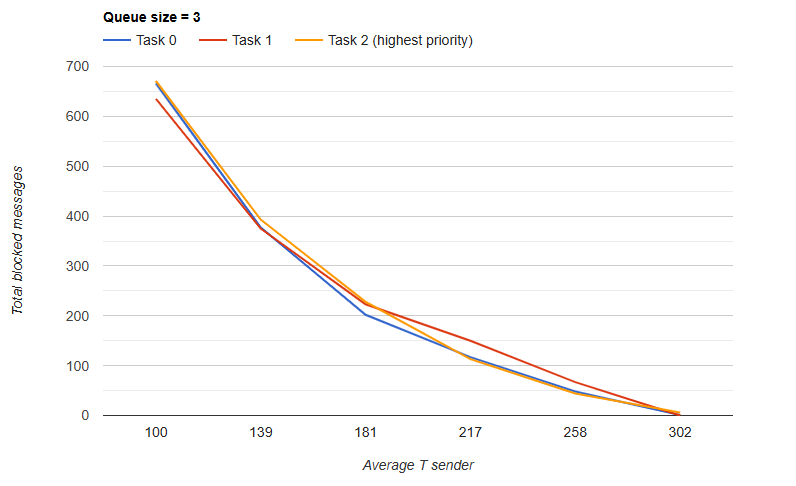 Queue size = 3
Task 0 Task 1 Task 2 (highest priority)
700
600
500
400
300
200
100
0
Total blocked messages
100 139 181 217 258 302
Average T sender